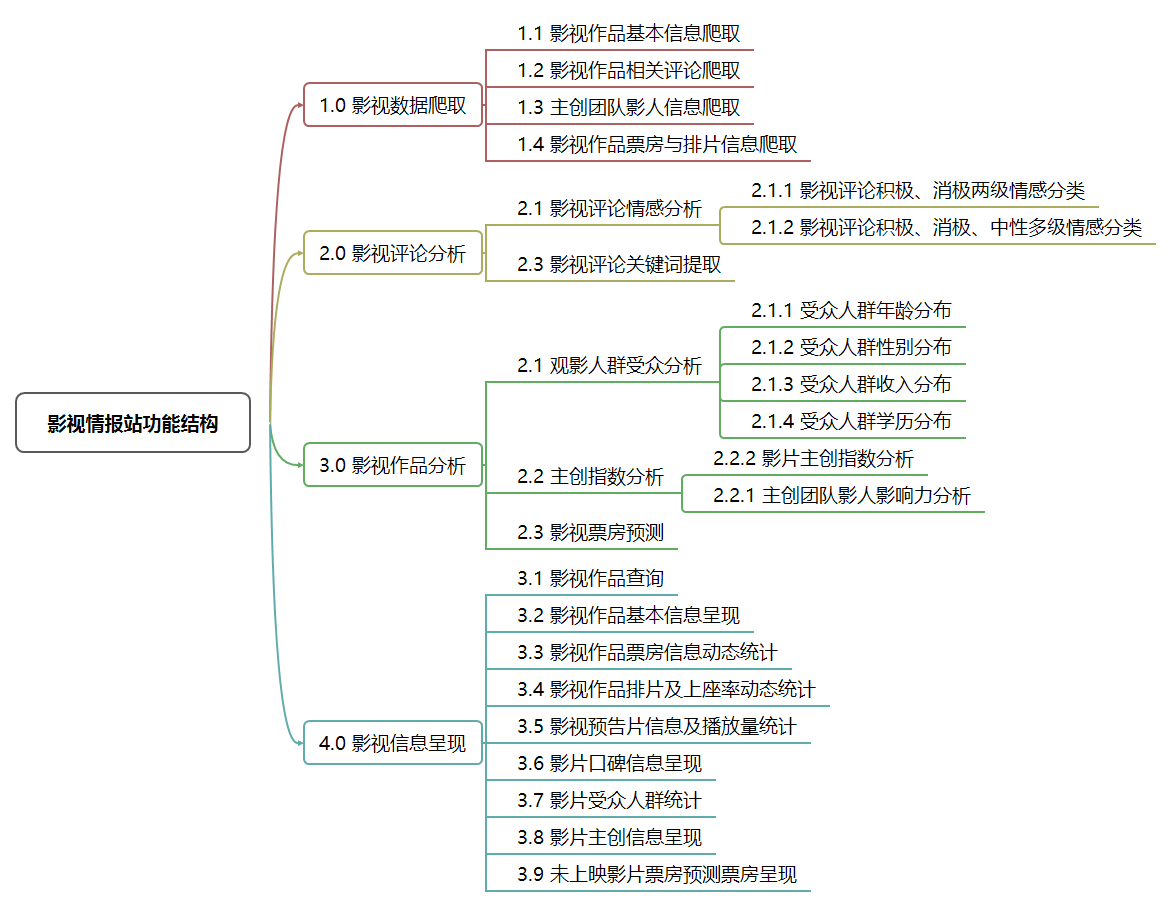 影视情报站功能结构
1.0 影视数据爬取
1.1 影视作品基本信息爬取
1.2 影视作品相关评论爬取
1.3 主创团队影人信息爬取
1.4 影视作品票房与排片信息爬取
2.0 影视评论分析
2.1 影视评论情感分析
2.1.1 影视评论积极、消极两级情感分类
2.1.2 影视评论积极、消极、中性多级情感分类
2.3 影视评论关键词提取
3.0 影视作品分析
2.1 观影人群受众分析
2.1.1 受众人群年龄分布
2.1.2 受众人群性别分布
2.1.3 受众人群收入分布
2.1.4 受众人群学历分布
2.2 主创指数分析
2.2.2 影片主创指数分析
2.2.1 主创团队影人影响力分析
2.3 影视票房预测
4.0 影视信息呈现
3.1 影视作品查询
3.2 影视作品基本信息呈现
3.3 影视作品票房信息动态统计
3.4 影视作品排片及上座率动态统计
3.5 影视预告片信息及播放量统计
3.6 影片口碑信息呈现
3.7 影片受众人群统计
3.8 影片主创信息呈现
3.9 未上映影片票房预测票房呈现